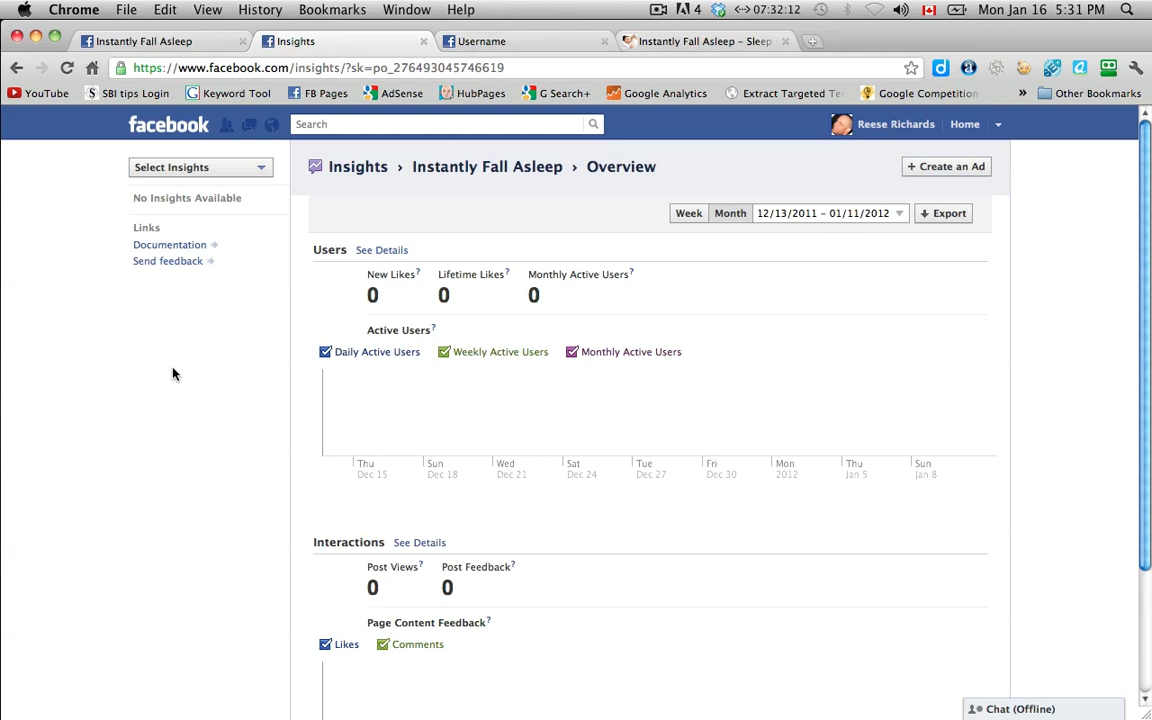 Chrome File Edit View History Bookmarks Window Help 4 07:32:12 Mon Jan 16 5:31 PM
Instantly Fall Asleep Insights Username Instantly Fall Asleep – Sleep
https://www.facebook.com/insights/?sk=po_276493045746619
YouTube SBI tips Login Keyword Tool FB Pages AdSense HubPages G Search+ Google Analytics Extract Targeted Te Google Competition » Other Bookmarks
facebook Search Reese Richards Home
Select Insights
Insights › Instantly Fall Asleep › Overview
+ Create an Ad
No Insights Available
Links
Documentation
Send feedback
Week Month 12/13/2011 – 01/11/2012 Export
Users See Details
New Likes? Lifetime Likes? Monthly Active Users?
0 0 0
Active Users?
Daily Active Users Weekly Active Users Monthly Active Users
Thu Sun Wed Sat Tue Fri Mon Thu Sun
Dec 15 Dec 18 Dec 21 Dec 24 Dec 27 Dec 30 2012 Jan 5 Jan 8
Interactions See Details
Post Views? Post Feedback?
0 0
Page Content Feedback?
Likes Comments
Chat (Offline)